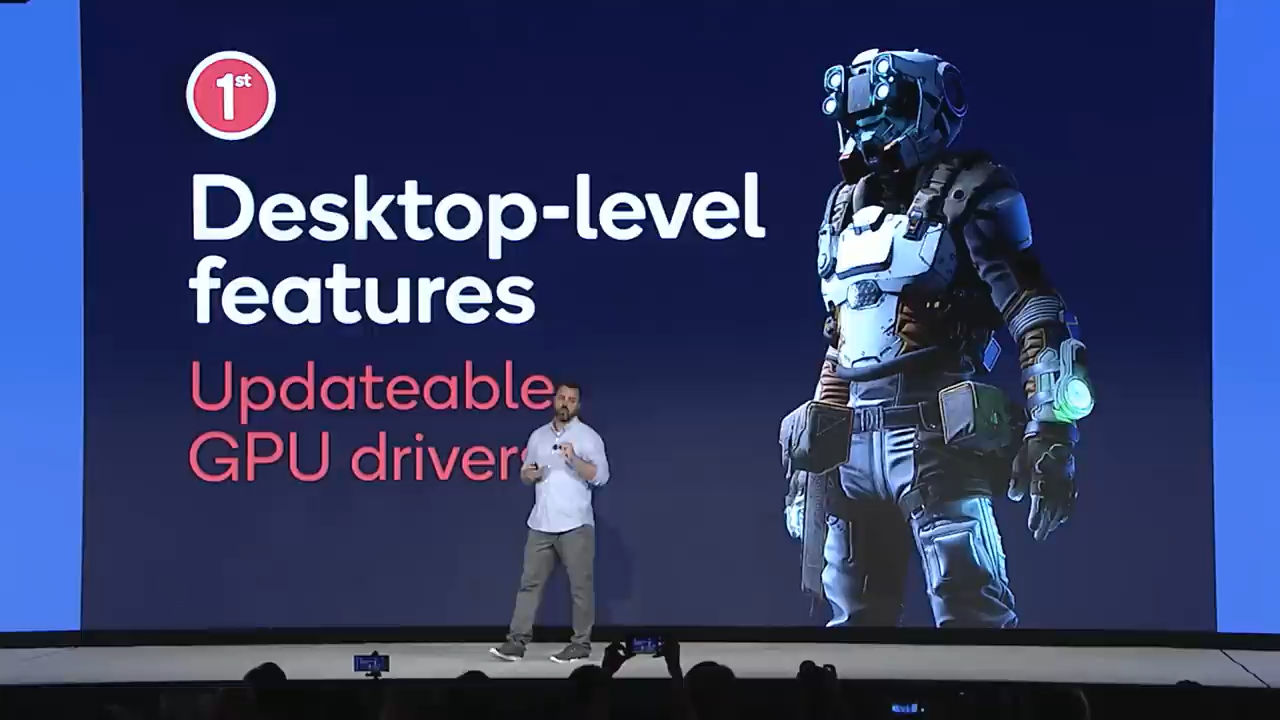 1st
Desktop-level
features
Updateable
GPU drivers